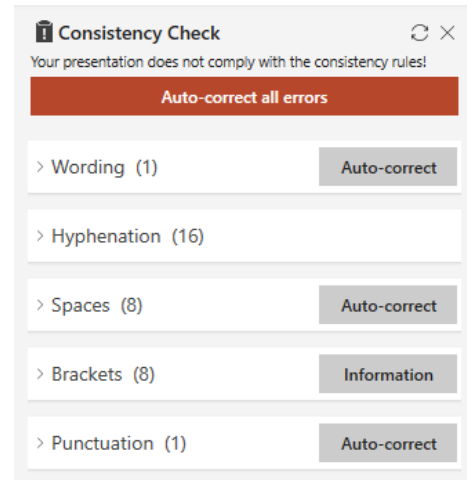 Consistency Check
Your presentation does not comply with the consistency rules!
Auto-correct all errors
Wording (1) Auto-correct
Hyphenation (16)
Spaces (8) Auto-correct
Brackets (8) Information
Punctuation (1) Auto-correct